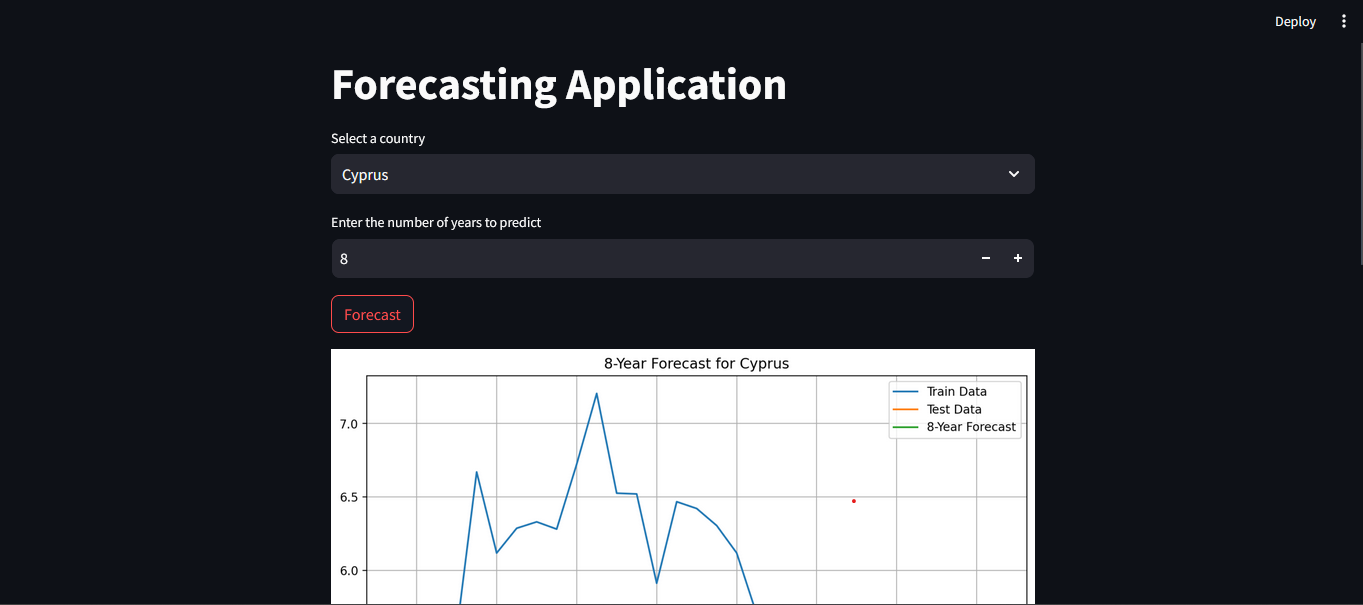 Deploy
Forecasting Application
Select a country
Cyprus
Enter the number of years to predict
8
Forecast
8-Year Forecast for Cyprus
Train Data
Test Data
8-Year Forecast
7.0
6.5
6.0